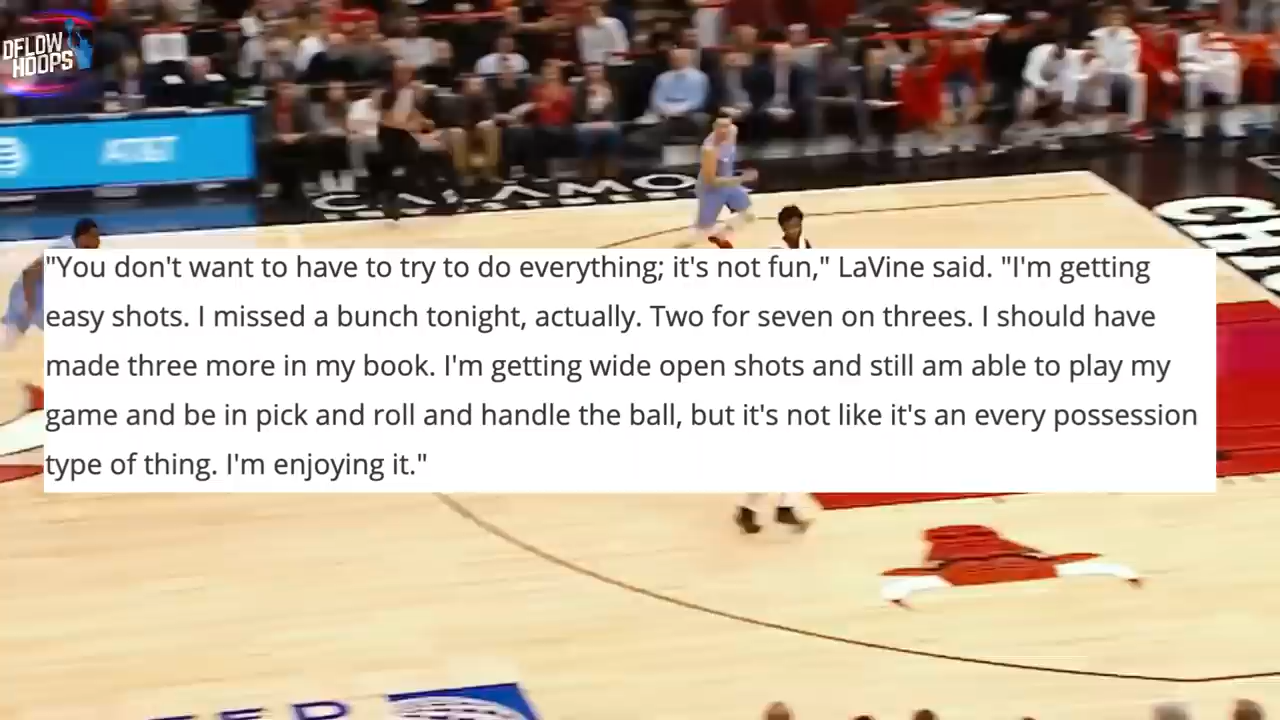 DFLOW
HOOPS
AT&T
CALAMO
"You don't want to have to try to do everything; it's not fun," LaVine said. "I'm getting
easy shots. I missed a bunch tonight, actually. Two for seven on threes. I should have
made three more in my book. I'm getting wide open shots and still am able to play my
game and be in pick and roll and handle the ball, but it's not like it's an every possession
type of thing. I'm enjoying it."